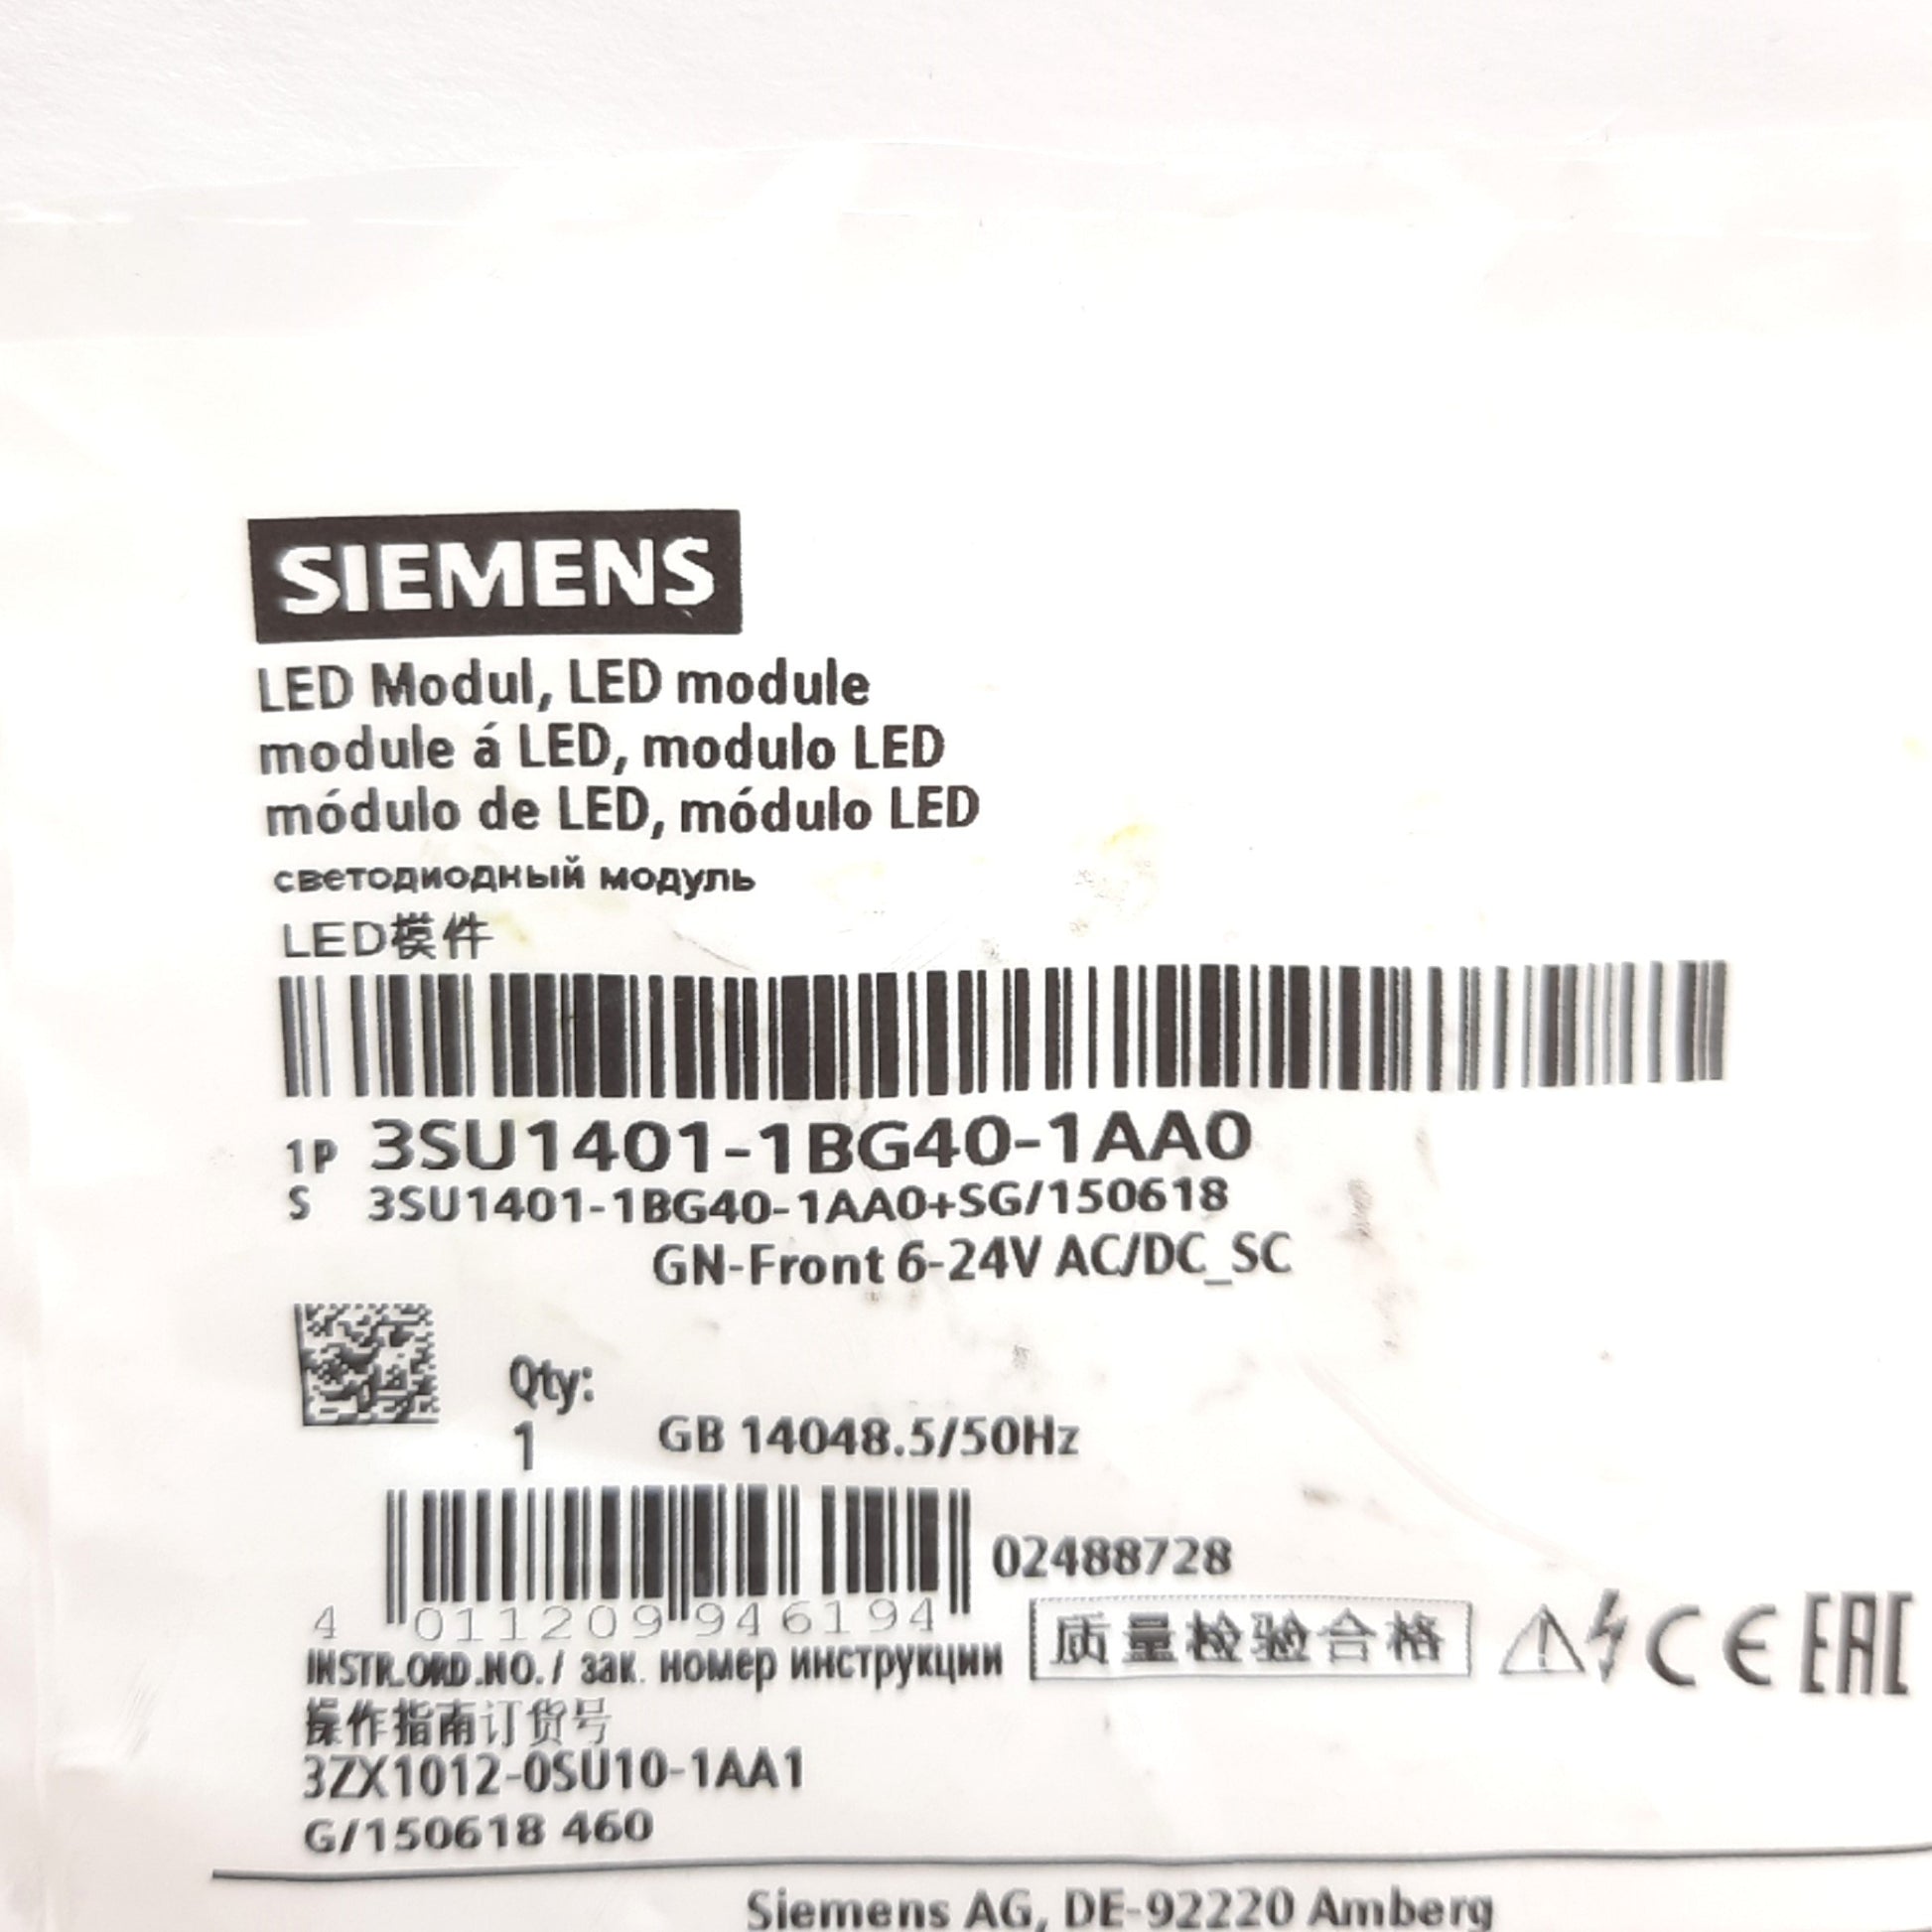 SIEMENS
LED Modul, LED module
module á LED, modulo LED
módulo de LED, módulo LED
светодиодный модуль
LED模件
1P 3SU1401-1BG40-1AA0
S 3SU1401-1BG40-1AA0+SG/150618
GN-Front 6-24V AC/DC_SC
Qty:
1 GB 14048.5/50Hz
02488728
4 011209 946194
质量检验合格 CE EAC
INSTR.ORD.NO./ зак. номер инструкции
操作指南订货号
3ZX1012-0SU10-1AA1
G/150618 460
Siemens AG, DE-92220 Amberg